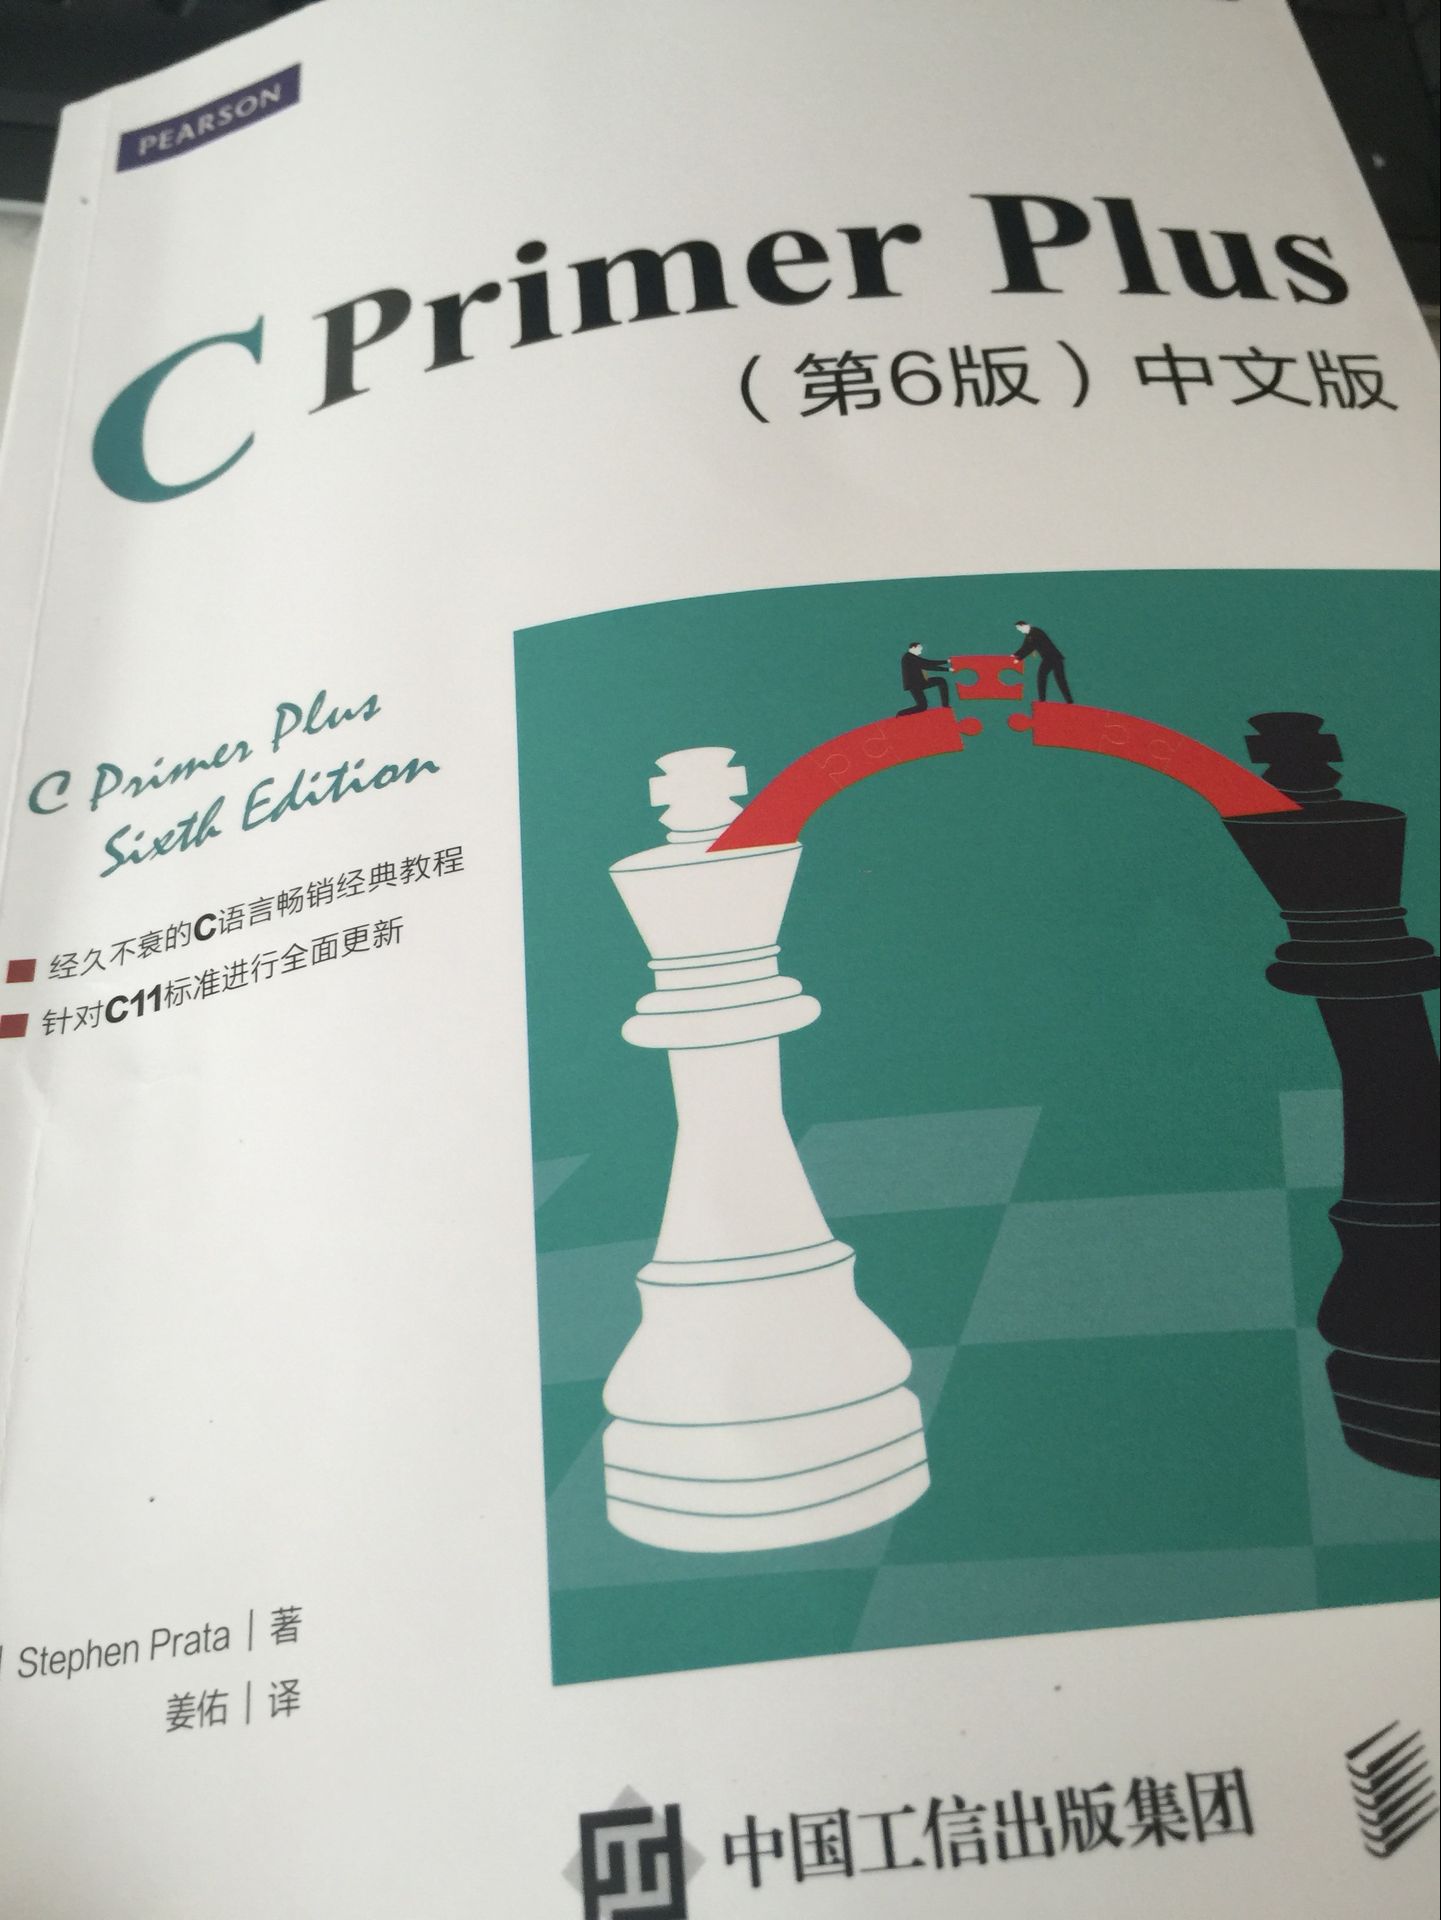 PEARSON
C Primer Plus
（第6版）中文版
C Primer Plus
Sixth Edition
经久不衰的C语言畅销经典教程
针对C11标准进行全面更新
Stephen Prata | 著
姜佑 | 译
中国工信出版集团